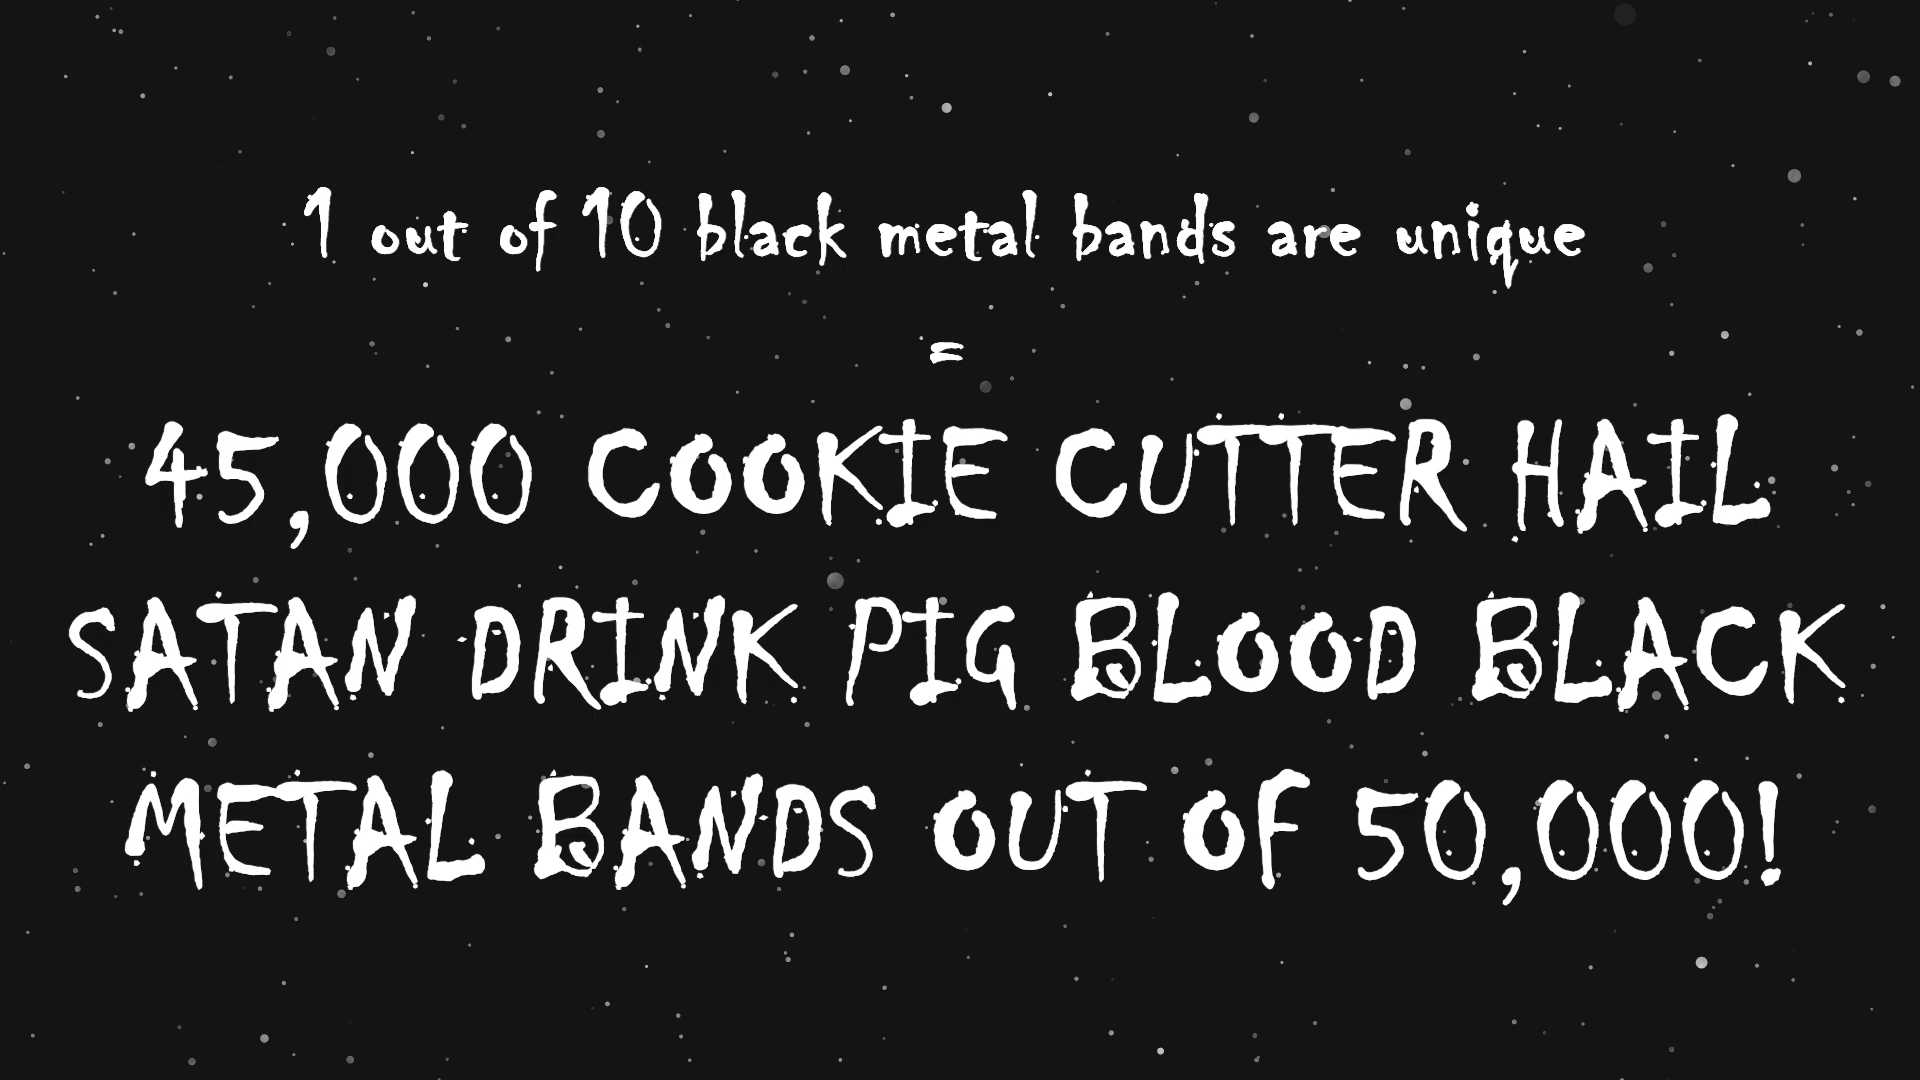 1 out of 10 black metal bands are unique
=
45,000 COOKIE CUTTER HAIL
SATAN DRINK PIG BLOOD BLACK
METAL BANDS OUT OF 50,000!